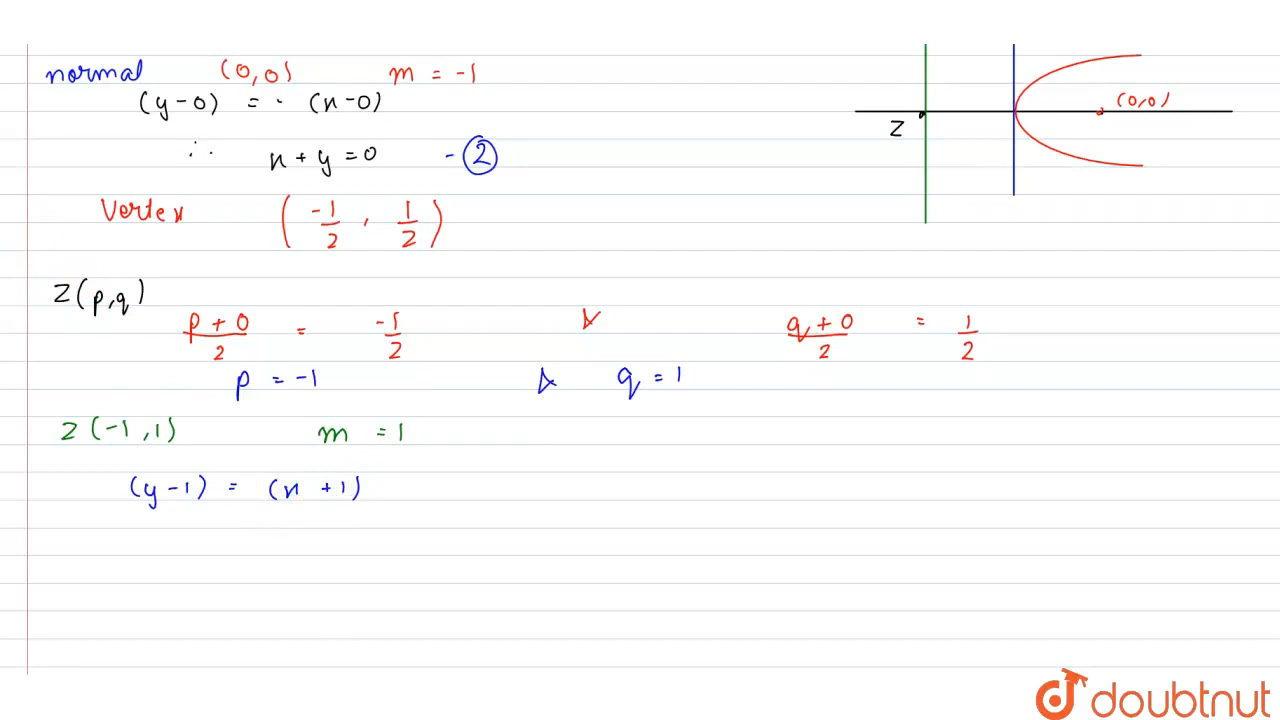 normal (0,0) m = -1
(y-0) = - (x-0)
∴ x + y = 0 - ②
Vertex ( -1/2 , 1/2 )
Z(p,q)
(p+0)/2 = -1/2 & (q+0)/2 = 1/2
p = -1 & q = 1
Z(-1,1) m = 1
(y-1) = (x+1)
(0,0)
Z
doubtnut